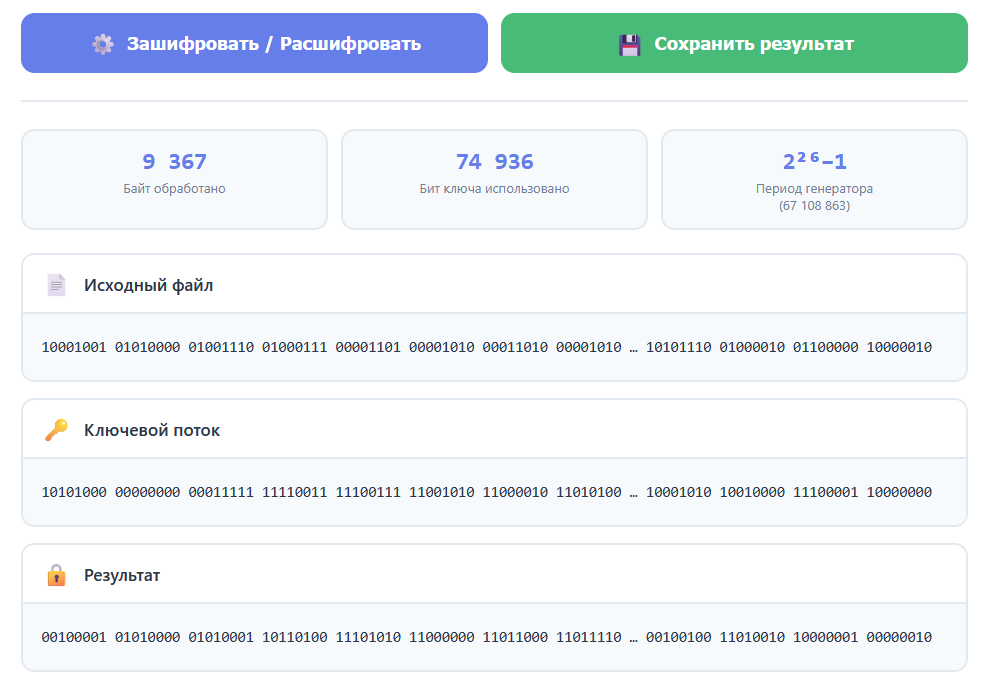 ⚙️ Зашифровать / Расшифровать
💾 Сохранить результат
9 367
Байт обработано
74 936
Бит ключа использовано
2²⁶−1
Период генератора
(67 108 863)
📄 Исходный файл
10001001 01010000 01001110 01000111 00001101 00001010 00011010 00001010 … 10101110 01000010 01100000 10000010
🔑 Ключевой поток
10101000 00000000 00011111 11110011 11100111 11001010 11000010 11010100 … 10001010 10010000 11100001 10000000
🔒 Результат
00100001 01010000 01010001 10110100 11101010 11000000 11011000 11011110 … 00100100 11010010 10000001 00000010